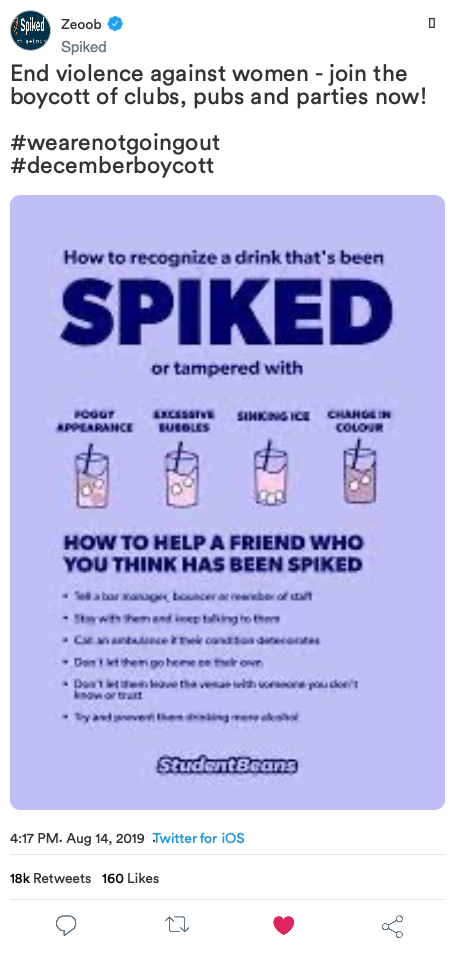 Spiked
Zeoob
Spiked
End violence against women - join the
boycott of clubs, pubs and parties now!
#wearenotgoingout
#decemberboycott
How to recognize a drink that's been
SPIKED
or tampered with
FOGGY
APPEARANCE
EXCESSIVE
BUBBLES
SINKING ICE
CHANGE IN
COLOUR
HOW TO HELP A FRIEND WHO
YOU THINK HAS BEEN SPIKED
• Tell a bar manager, bouncer or member of staff
• Stay with them and keep talking to them
• Call an ambulance if their condition deteriorates
• Don't let them go home on their own
• Don't let them leave the venue with someone you don't
know or trust
• Try and prevent them drinking more alcohol
StudentBeans
4:17 PM. Aug 14, 2019 .Twitter for iOS
18k Retweets 160 Likes